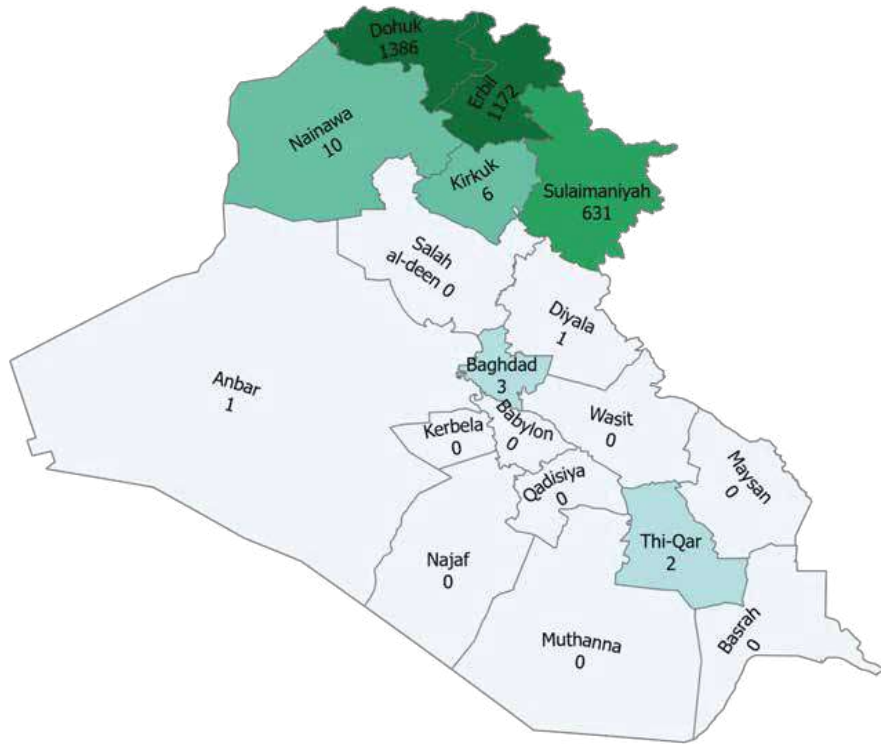 Dohuk
1386
Erbil
1172
Nainawa
10
Kirkuk
6
Sulaimaniyah
631
Salah
al-deen 0
Diyala
1
Baghdad
3
Anbar
1
Babylon
0
Wasit
0
Kerbela
0
Maysan
0
Qadisiya
0
Thi-Qar
2
Najaf
0
Muthanna
0
Basrah
0